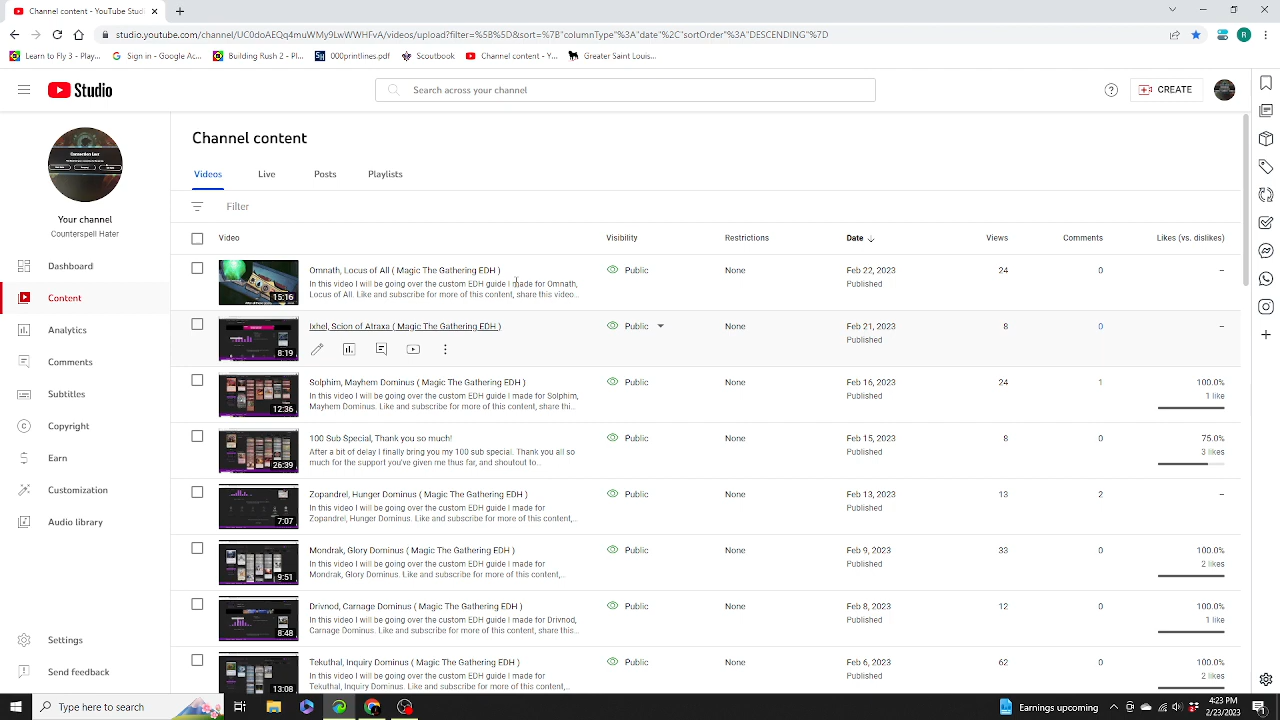 Channel content - YouTube Studi
studio.youtube.com/channel/UC0doAEQq4muWMy9LwWWHFvA/videos/upload?filter=%5B%5D&sort=%7B"columnType"%3A"date"%2C"sortOrder"%3A"DESCENDING"%7D
Learn to Fly 3 - Play... Sign in - Google Ac... Building Rush 2 - Pl... 000printfiles.pdf Scoutbook Channel content - Y... Greater Saint Louis...
Studio
Search across your channel
CREATE
Channel content
Videos Live Posts Playlists
Your channel
Counterspell Hater
Filter
Video Visibility Restrictions Date Views Comments Likes (vs. dislikes)
Dashboard
Content
Analytics
Comments
Subtitles
Copyright
Earn
Customization
Audio library
Settings
Send feedback
Omnath, Locus of All ( Magic The Gathering EDH ) Public None Feb 22, 2023 24 0 –
In this video I will be going over the custom EDH guide I made for Omnath, Published
Locus of All. Like and subscribe for more of this content, share this video...
15:16
Ixhel, Scion of Atraxa ( Magic The Gathering EDH ) Public None Feb 21, 2023 8 0 –
Published
8:19
Solphim, Mayhem Dominus ( Magic The Gathering EDH ) Public None Feb 16, 2023 24 1 100.0%
In this video I will be going over the custom EDH guide I made for Solphim, Published 1 like
Mayhem Dominus. Like and subscribe for more of this content, share thi...
12:36
100 Sub Special, Thank you so much! Public None Feb 15, 2023 8 0 75.0%
After a bit of delay I finally bring you my 100 sub special. Thank you all so Published 3 likes
much for the support you've given me thus far, and shoutout to...
26:39
Zopandrel, Hunger Dominus ( Magic The Gathering EDH ) Public None Feb 13, 2023 13 0 –
In this video I will be going over the custom EDH guide I made for Published
Zopandrel, Hunger Dominus. Like and subscribe for more of this content,...
7:07
Mondrak, Glory Dominus ( Magic The Gathering EDH ) Public None Feb 9, 2023 33 100.0%
In this video I will be going over the custom EDH guide I made for Published 2 likes
Mondrak, Glory Dominus. Like and subscribe for more of this content,...
9:51
Drivnod, Carnage Dominus ( Magic The Gathering EDH ) Public None Feb 8, 2023 12 0 100.0%
In this video I will be going over the custom EDH guide I made for Drivnod, Published 1 like
Carnage Dominus. Like and subscribe for more of this content, share this...
8:48
Tekuthal, Inquiry Dominus ( Magic The Gathering EDH ) Public None Feb 6, 2023 100.0%
In this video I will be going over the custom EDH guide I made for Published 2 likes
Tekuthal, Inquiry Dominus. Like and subscribe for more of this content,...
13:08
Type here to search
Earnings upcoming
4:23 PM
2/23/2023